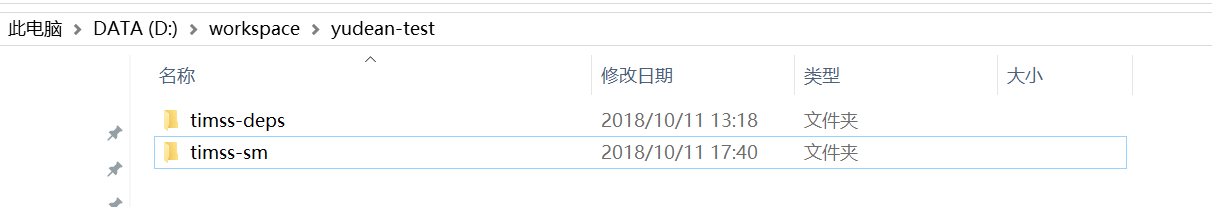 此电脑 > DATA (D:) > workspace > yudean-test
名称 修改日期 类型 大小
timss-deps 2018/10/11 13:18 文件夹
timss-sm 2018/10/11 17:40 文件夹